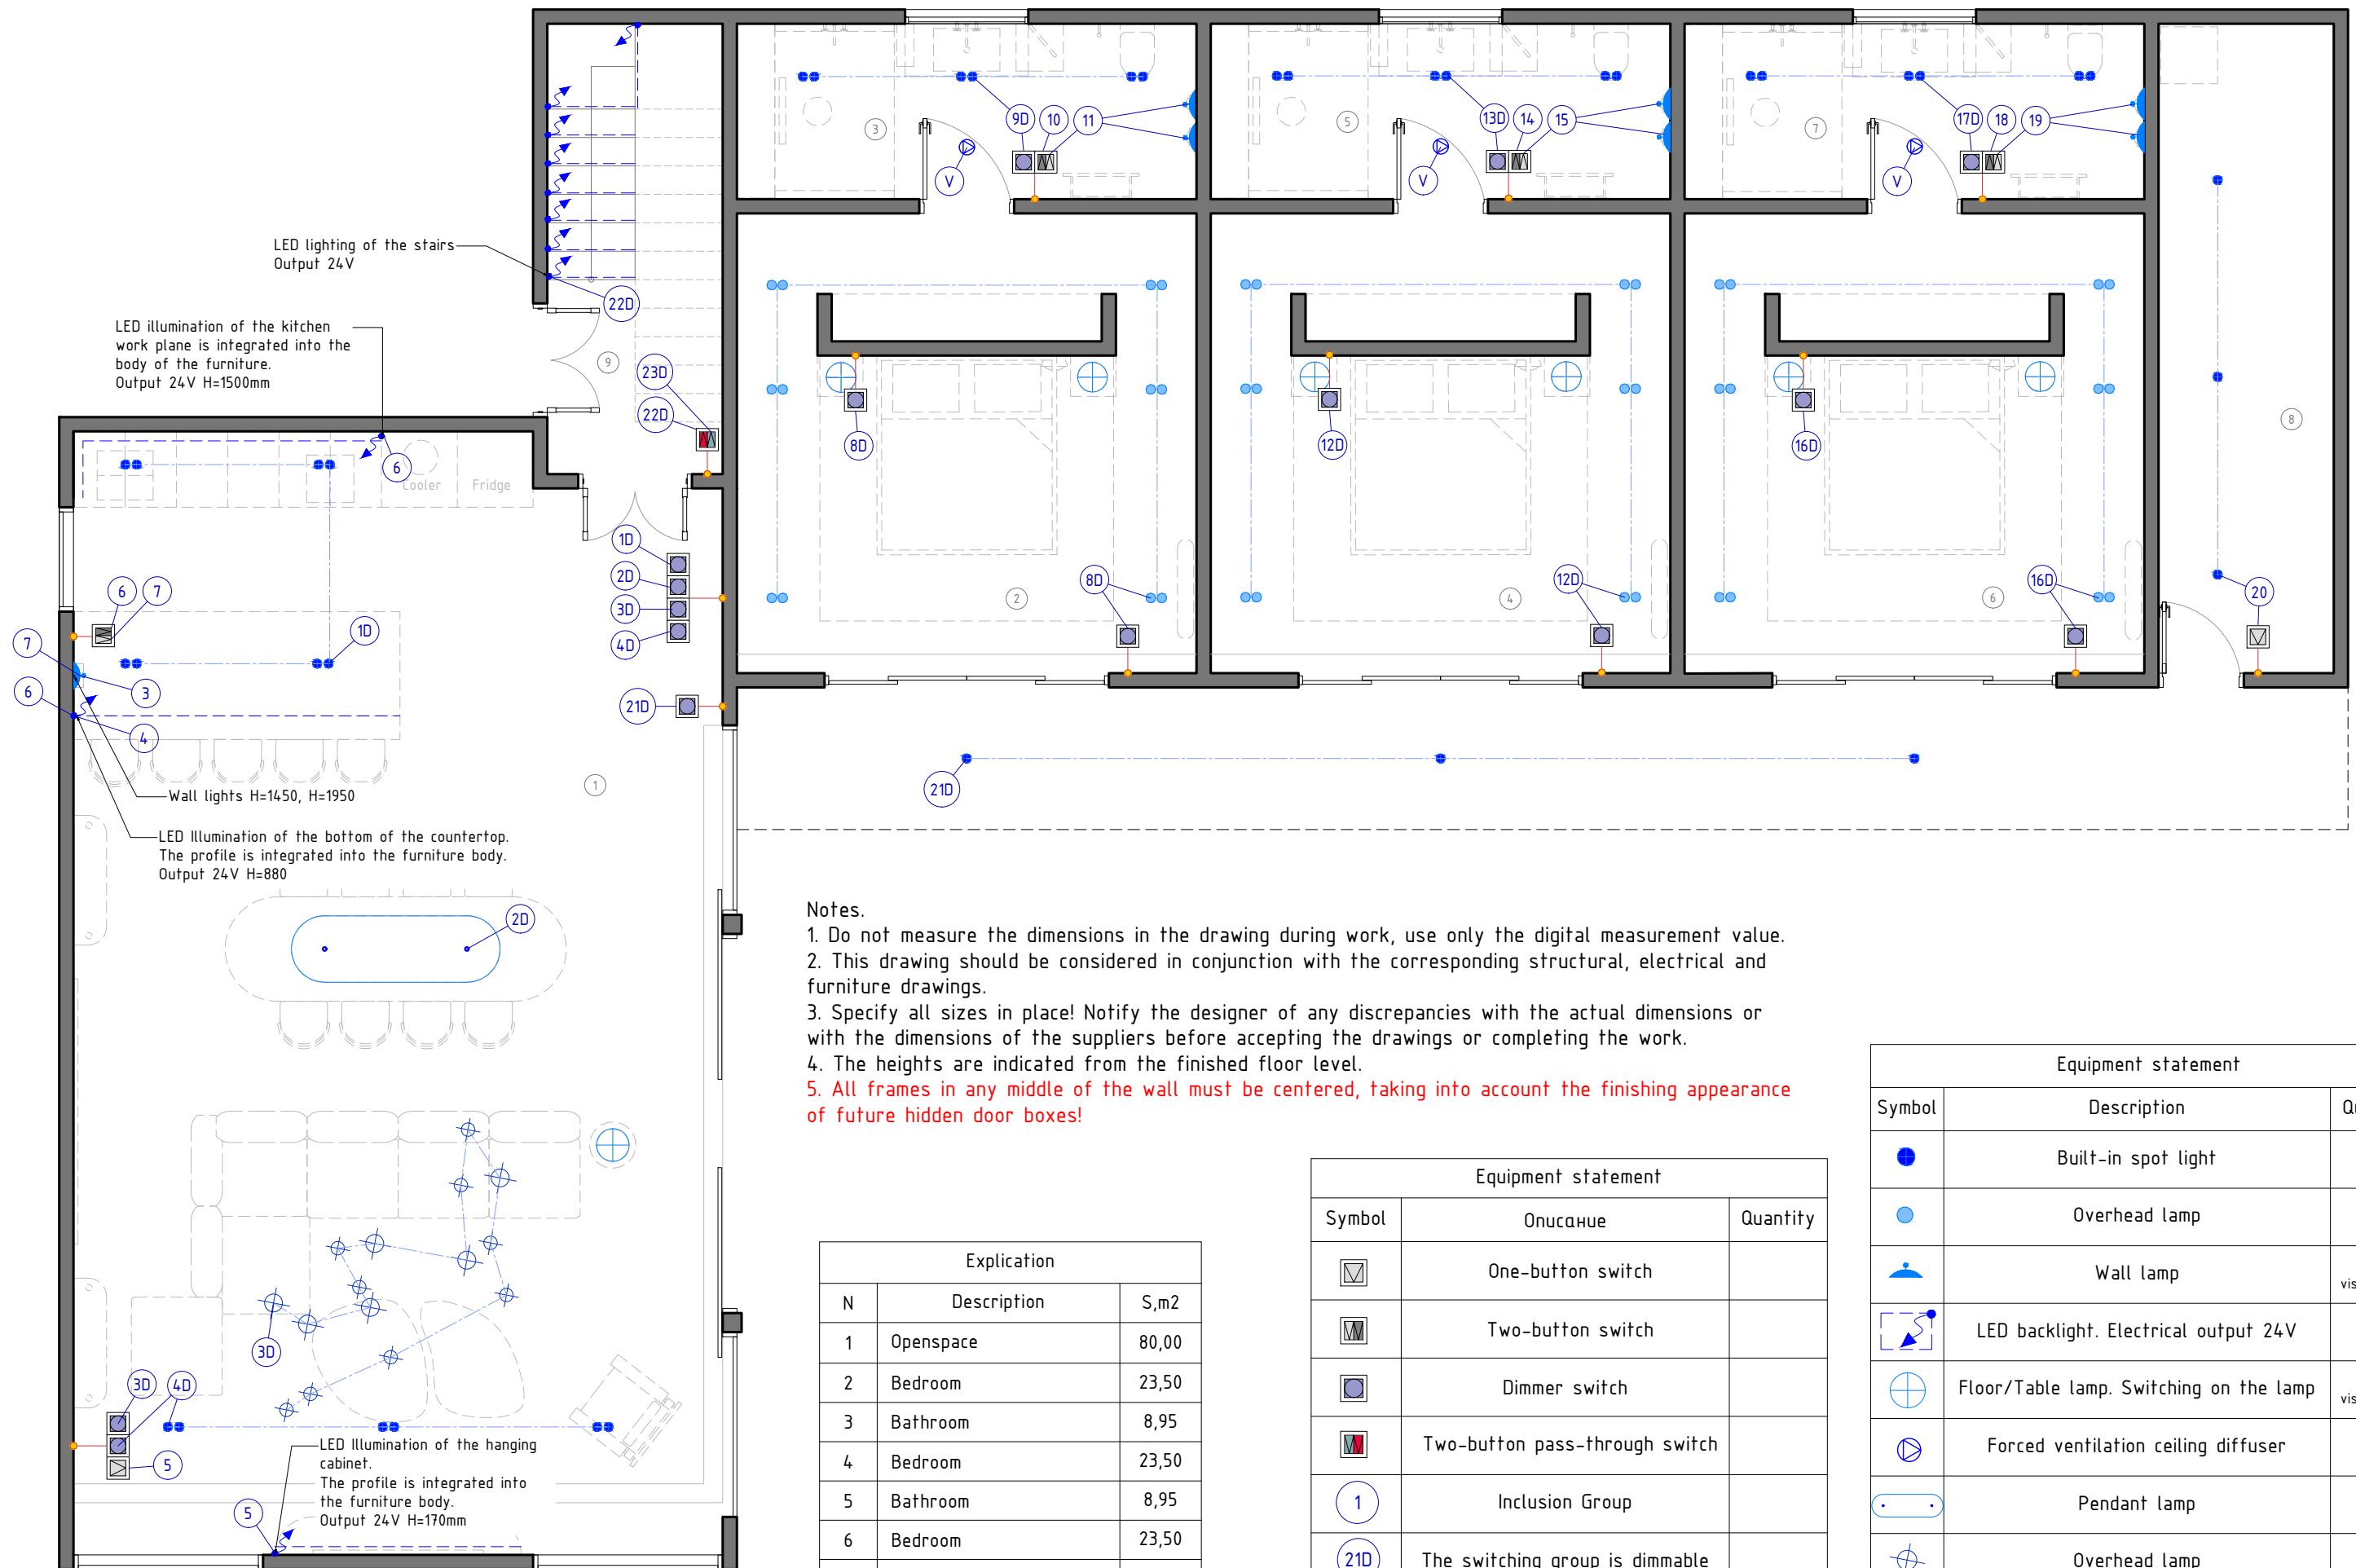 3
9D
10
11
V
5
13D
14
15
V
7
17D
18
19
V
LED lighting of the stairs
Output 24V
22D
LED illumination of the kitchen
work plane is integrated into the
body of the furniture.
Output 24V H=1500mm
9
23D
22D
6
Cooler
Fridge
8D
12D
16D
8
1D
2D
3D
4D
6
7
1D
7
3
6
4
21D
8D
2
12D
4
16D
6
20
21D
1
Wall lights H=1450, H=1950
LED Illumination of the bottom of the countertop.
The profile is integrated into the furniture body.
Output 24V H=880
2D
3D
3D
4D
5
LED Illumination of the hanging
cabinet.
The profile is integrated into
the furniture body.
Output 24V H=170mm
5
Notes.
1. Do not measure the dimensions in the drawing during work, use only the digital measurement value.
2. This drawing should be considered in conjunction with the corresponding structural, electrical and
furniture drawings.
3. Specify all sizes in place! Notify the designer of any discrepancies with the actual dimensions or
with the dimensions of the suppliers before accepting the drawings or completing the work.
4. The heights are indicated from the finished floor level.
5. All frames in any middle of the wall must be centered, taking into account the finishing appearance
of future hidden door boxes!
Explication
N Description S,m2
1 Openspace 80,00
2 Bedroom 23,50
3 Bathroom 8,95
4 Bedroom 23,50
5 Bathroom 8,95
6 Bedroom 23,50
Equipment statement
Symbol Описание Quantity
One-button switch
Two-button switch
Dimmer switch
Two-button pass-through switch
1 Inclusion Group
21D The switching group is dimmable
Equipment statement
Symbol Description
Built-in spot light
Overhead lamp
Wall lamp
LED backlight. Electrical output 24V
Floor/Table lamp. Switching on the lamp
Forced ventilation ceiling diffuser
Pendant lamp
Overhead lamp